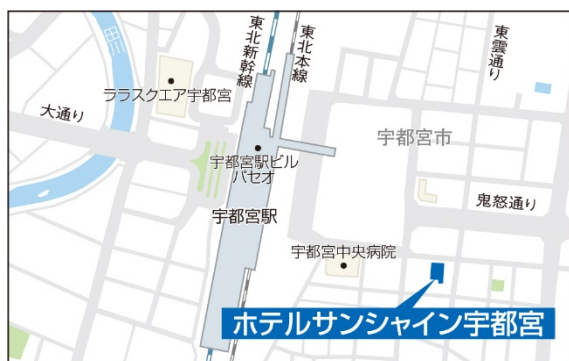 田川
東北新幹線
東北本線
東雲通り
ララスクエア宇都宮
大通り
宇都宮市
宇都宮駅ビル
パセオ
鬼怒通り
宇都宮駅
宇都宮中央病院
ホテルサンシャイン宇都宮